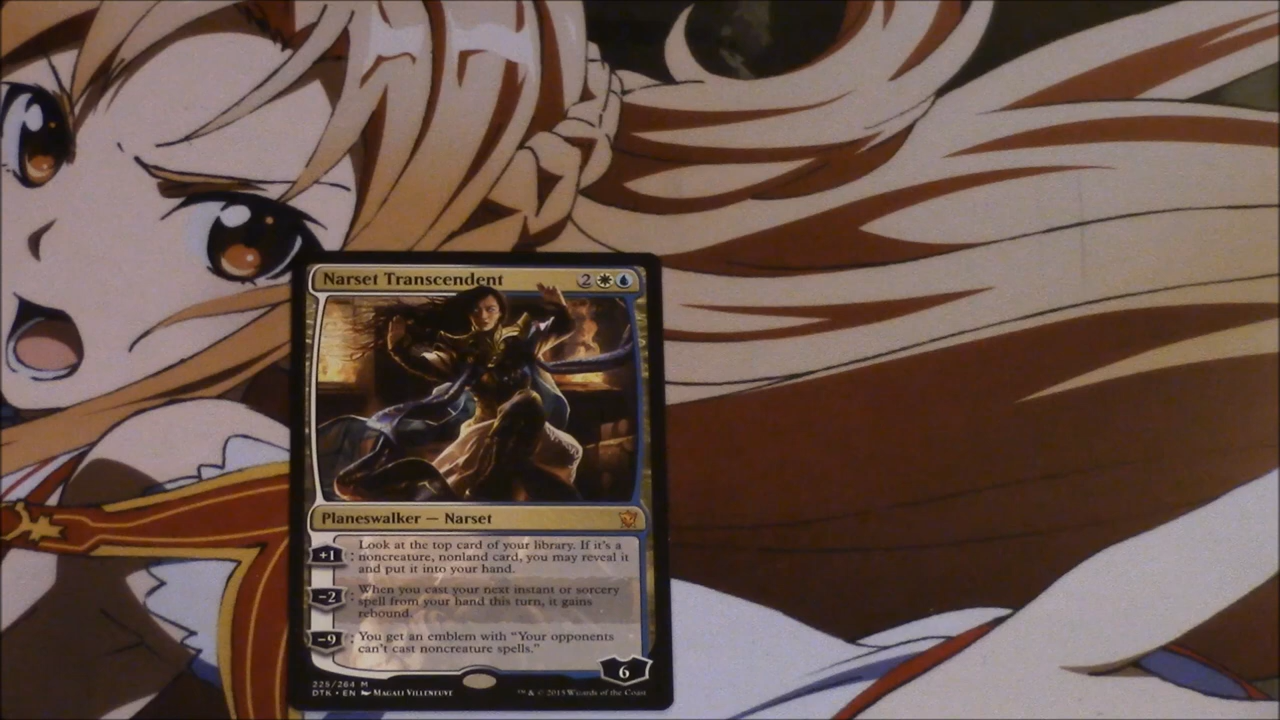 Narset Transcendent 2
Planeswalker — Narset
+1 : Look at the top card of your library. If it's a
noncreature, nonland card, you may reveal it
and put it into your hand.
−2 : When you cast your next instant or sorcery
spell from your hand this turn, it gains
rebound.
−9 : You get an emblem with "Your opponents
can't cast noncreature spells."
6
225/264 M
DTK • EN Magali Villeneuve ™ & © 2015 Wizards of the Coast